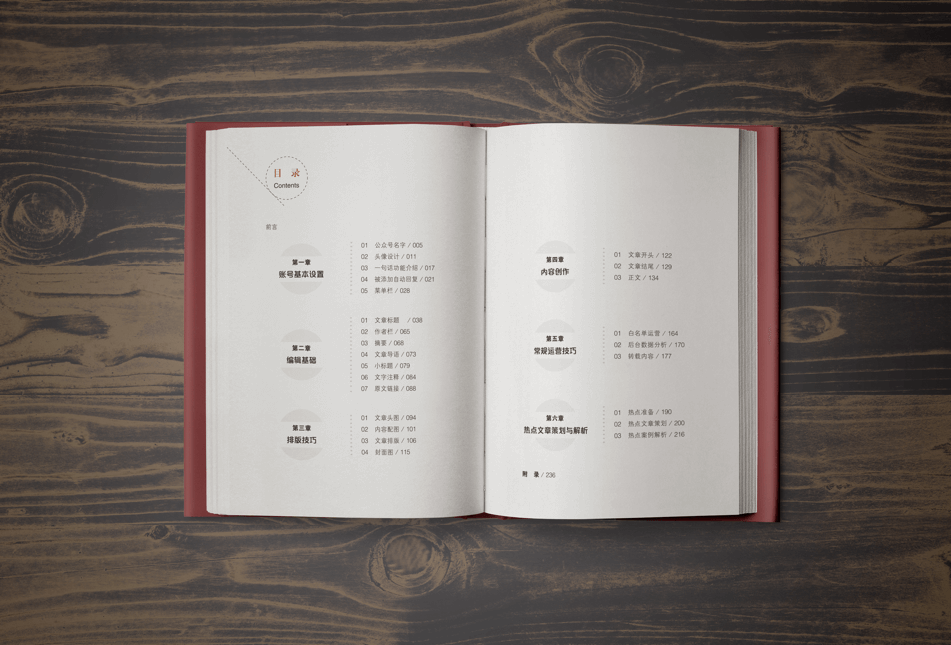 目 录
Contents
前言
第一章
账号基本设置
01 公众号名字 / 005
02 头像设计 / 011
03 一句话功能介绍 / 017
04 被添加自动回复 / 021
05 菜单栏 / 028
第二章
编辑基础
01 文章标题 / 038
02 作者栏 / 065
03 摘要 / 068
04 文章导语 / 073
05 小标题 / 079
06 文字注释 / 084
07 原文链接 / 088
第三章
排版技巧
01 文章头图 / 094
02 内容配图 / 101
03 文章排版 / 106
04 封面图 / 115
第四章
内容创作
01 文章开头 / 122
02 文章结尾 / 129
03 正文 / 134
第五章
常规运营技巧
01 白名单运营 / 164
02 后台数据分析 / 170
03 转载内容 / 177
第六章
热点文章策划与解析
01 热点准备 / 190
02 热点文章策划 / 200
03 热点案例解析 / 216
附 录 / 236